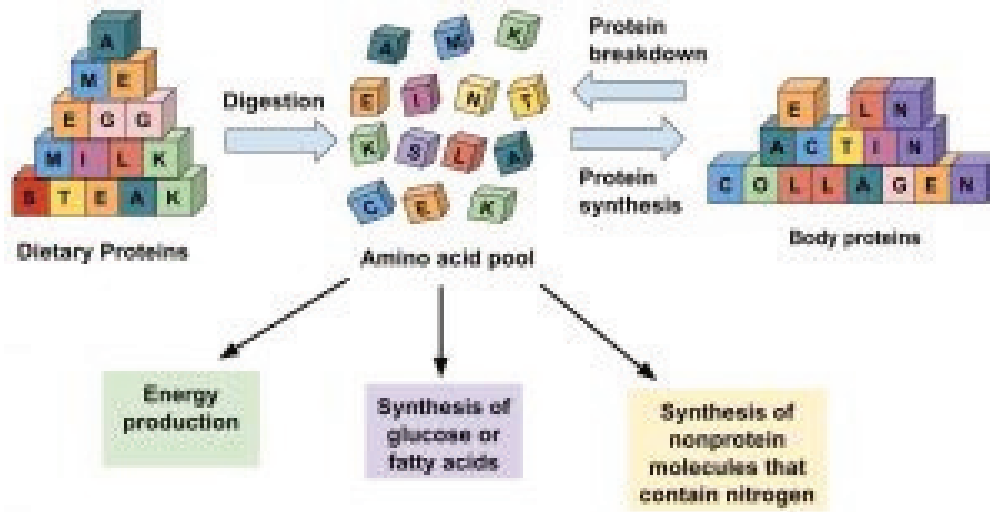 A
M E
E G G
M I L K
S T E A K
Dietary Proteins
Digestion
A M K
E I N T
K S L A
C E K
Amino acid pool
Protein
breakdown
Protein
synthesis
E L N
A C T I N
C O L L A G E N
Body proteins
Energy
production
Synthesis of
glucose or
fatty acids
Synthesis of
nonprotein
molecules that
contain nitrogen